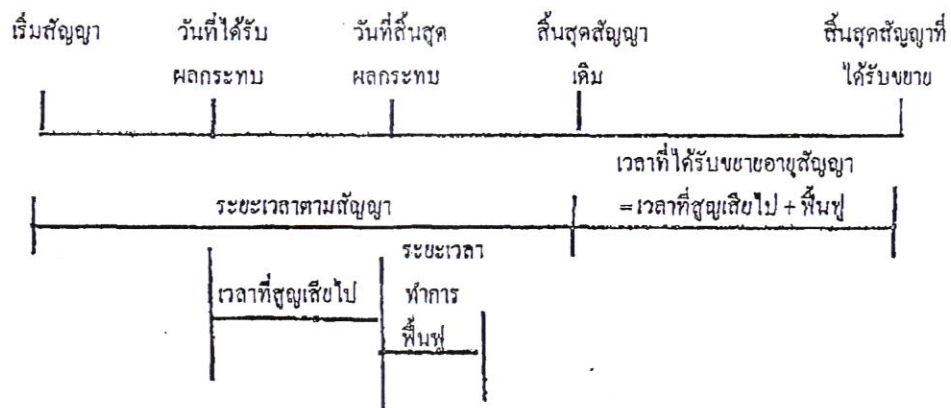 เริ่มสัญญา วันที่ได้รับ วันที่สิ้นสุด สิ้นสุดสัญญา สิ้นสุดสัญญาที่
ผลกระทบ ผลกระทบ เดิม ได้รับขยาย
เวลาที่ได้รับขยายอายุสัญญา
ระยะเวลาตามสัญญา =เวลาที่สูญเสียไป + ฟื้นฟู
ระยะเวลา
เวลาที่สูญเสียไป ทำการ
ฟื้นฟู